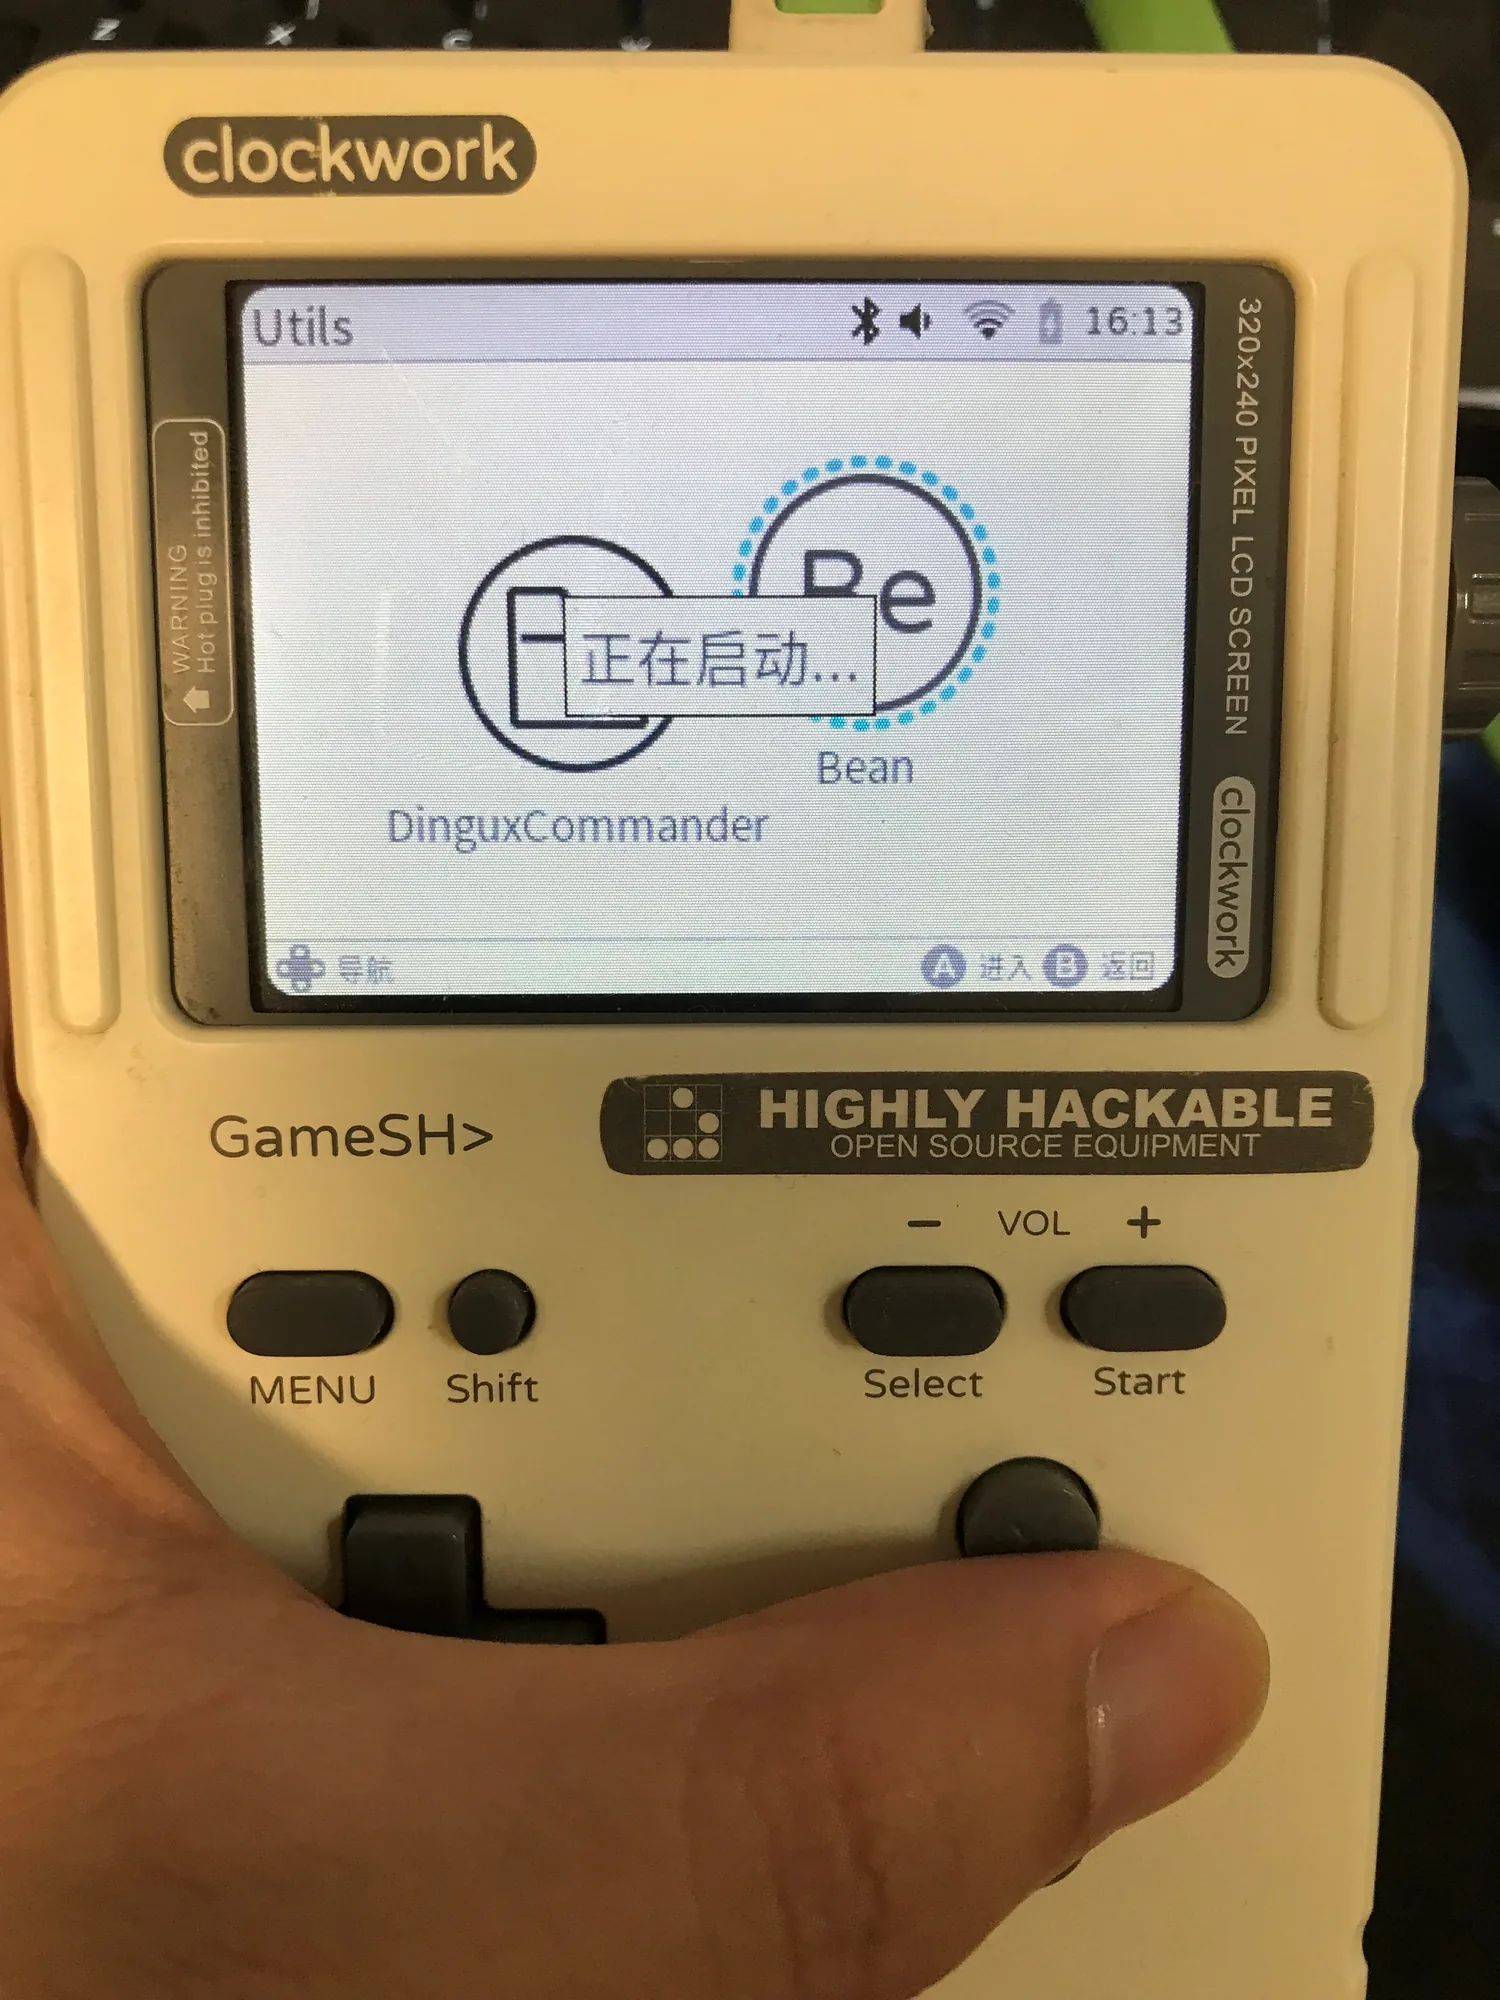 Z X C V
clockwork
Utils
16:13
WARNING
Hot plug is inhibited
320x240 PIXEL LCD SCREEN
clockwork
Be
正在启动...
Bean
DinguxCommander
导航
A 进入 B 返回
GameSH>
HIGHLY HACKABLE
OPEN SOURCE EQUIPMENT
− VOL +
MENU
Shift
Select
Start